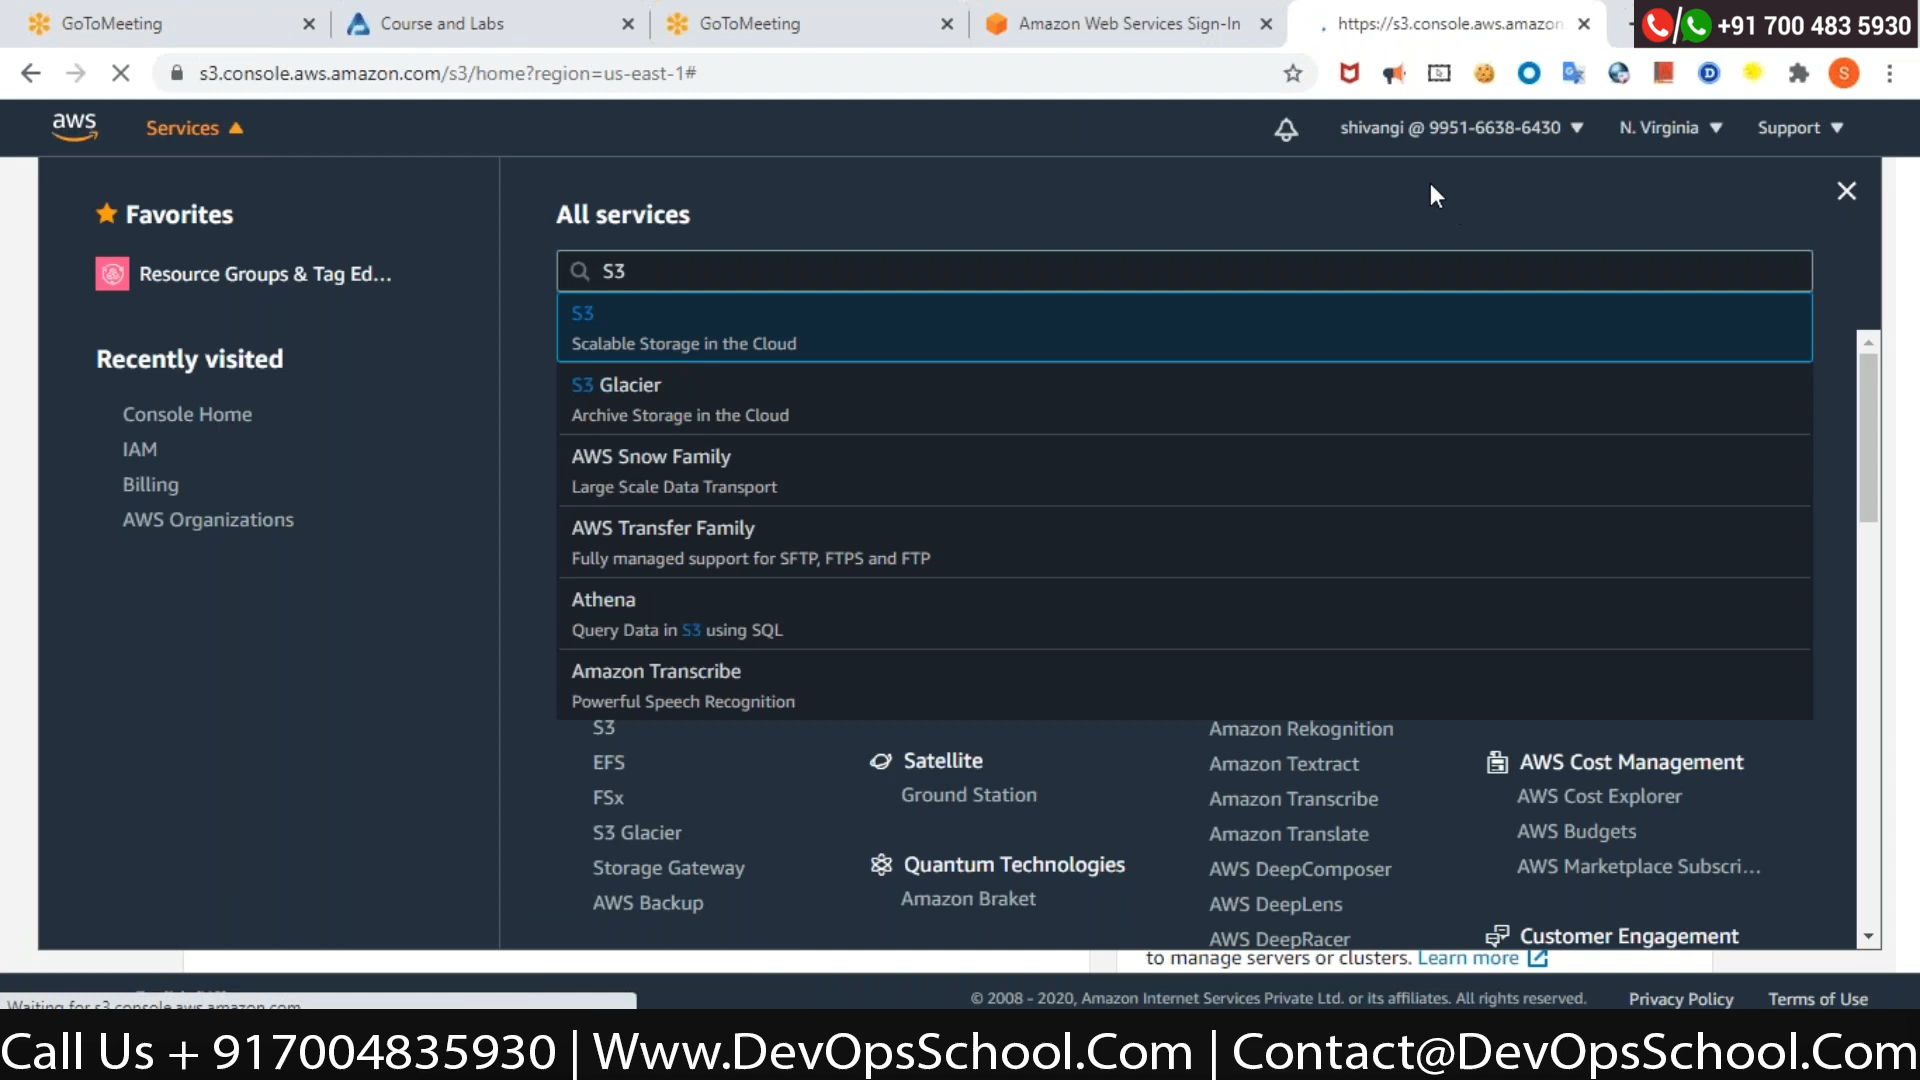 GoToMeeting
Course and Labs
GoToMeeting
Amazon Web Services Sign-In
https://s3.console.aws.amazon
+91 700 483 5930
s3.console.aws.amazon.com/s3/home?region=us-east-1#
S
aws
Services
shivangi @ 9951-6638-6430
N. Virginia
Support
Favorites
Resource Groups & Tag Ed...
Recently visited
Console Home
IAM
Billing
AWS Organizations
All services
S3
S3
Scalable Storage in the Cloud
S3 Glacier
Archive Storage in the Cloud
AWS Snow Family
Large Scale Data Transport
AWS Transfer Family
Fully managed support for SFTP, FTPS and FTP
Athena
Query Data in S3 using SQL
Amazon Transcribe
Powerful Speech Recognition
S3
EFS
FSx
S3 Glacier
Storage Gateway
AWS Backup
Satellite
Ground Station
Quantum Technologies
Amazon Braket
Amazon Rekognition
Amazon Textract
Amazon Transcribe
Amazon Translate
AWS DeepComposer
AWS DeepLens
AWS DeepRacer
AWS Cost Management
AWS Cost Explorer
AWS Budgets
AWS Marketplace Subscri...
Customer Engagement
to manage servers or clusters. Learn more
Waiting for s3.console.aws.amazon.com
© 2008 - 2020, Amazon Internet Services Private Ltd. or its affiliates. All rights reserved.
Privacy Policy
Terms of Use
Call Us + 917004835930 | Www.DevOpsSchool.Com | Contact@DevOpsSchool.Com